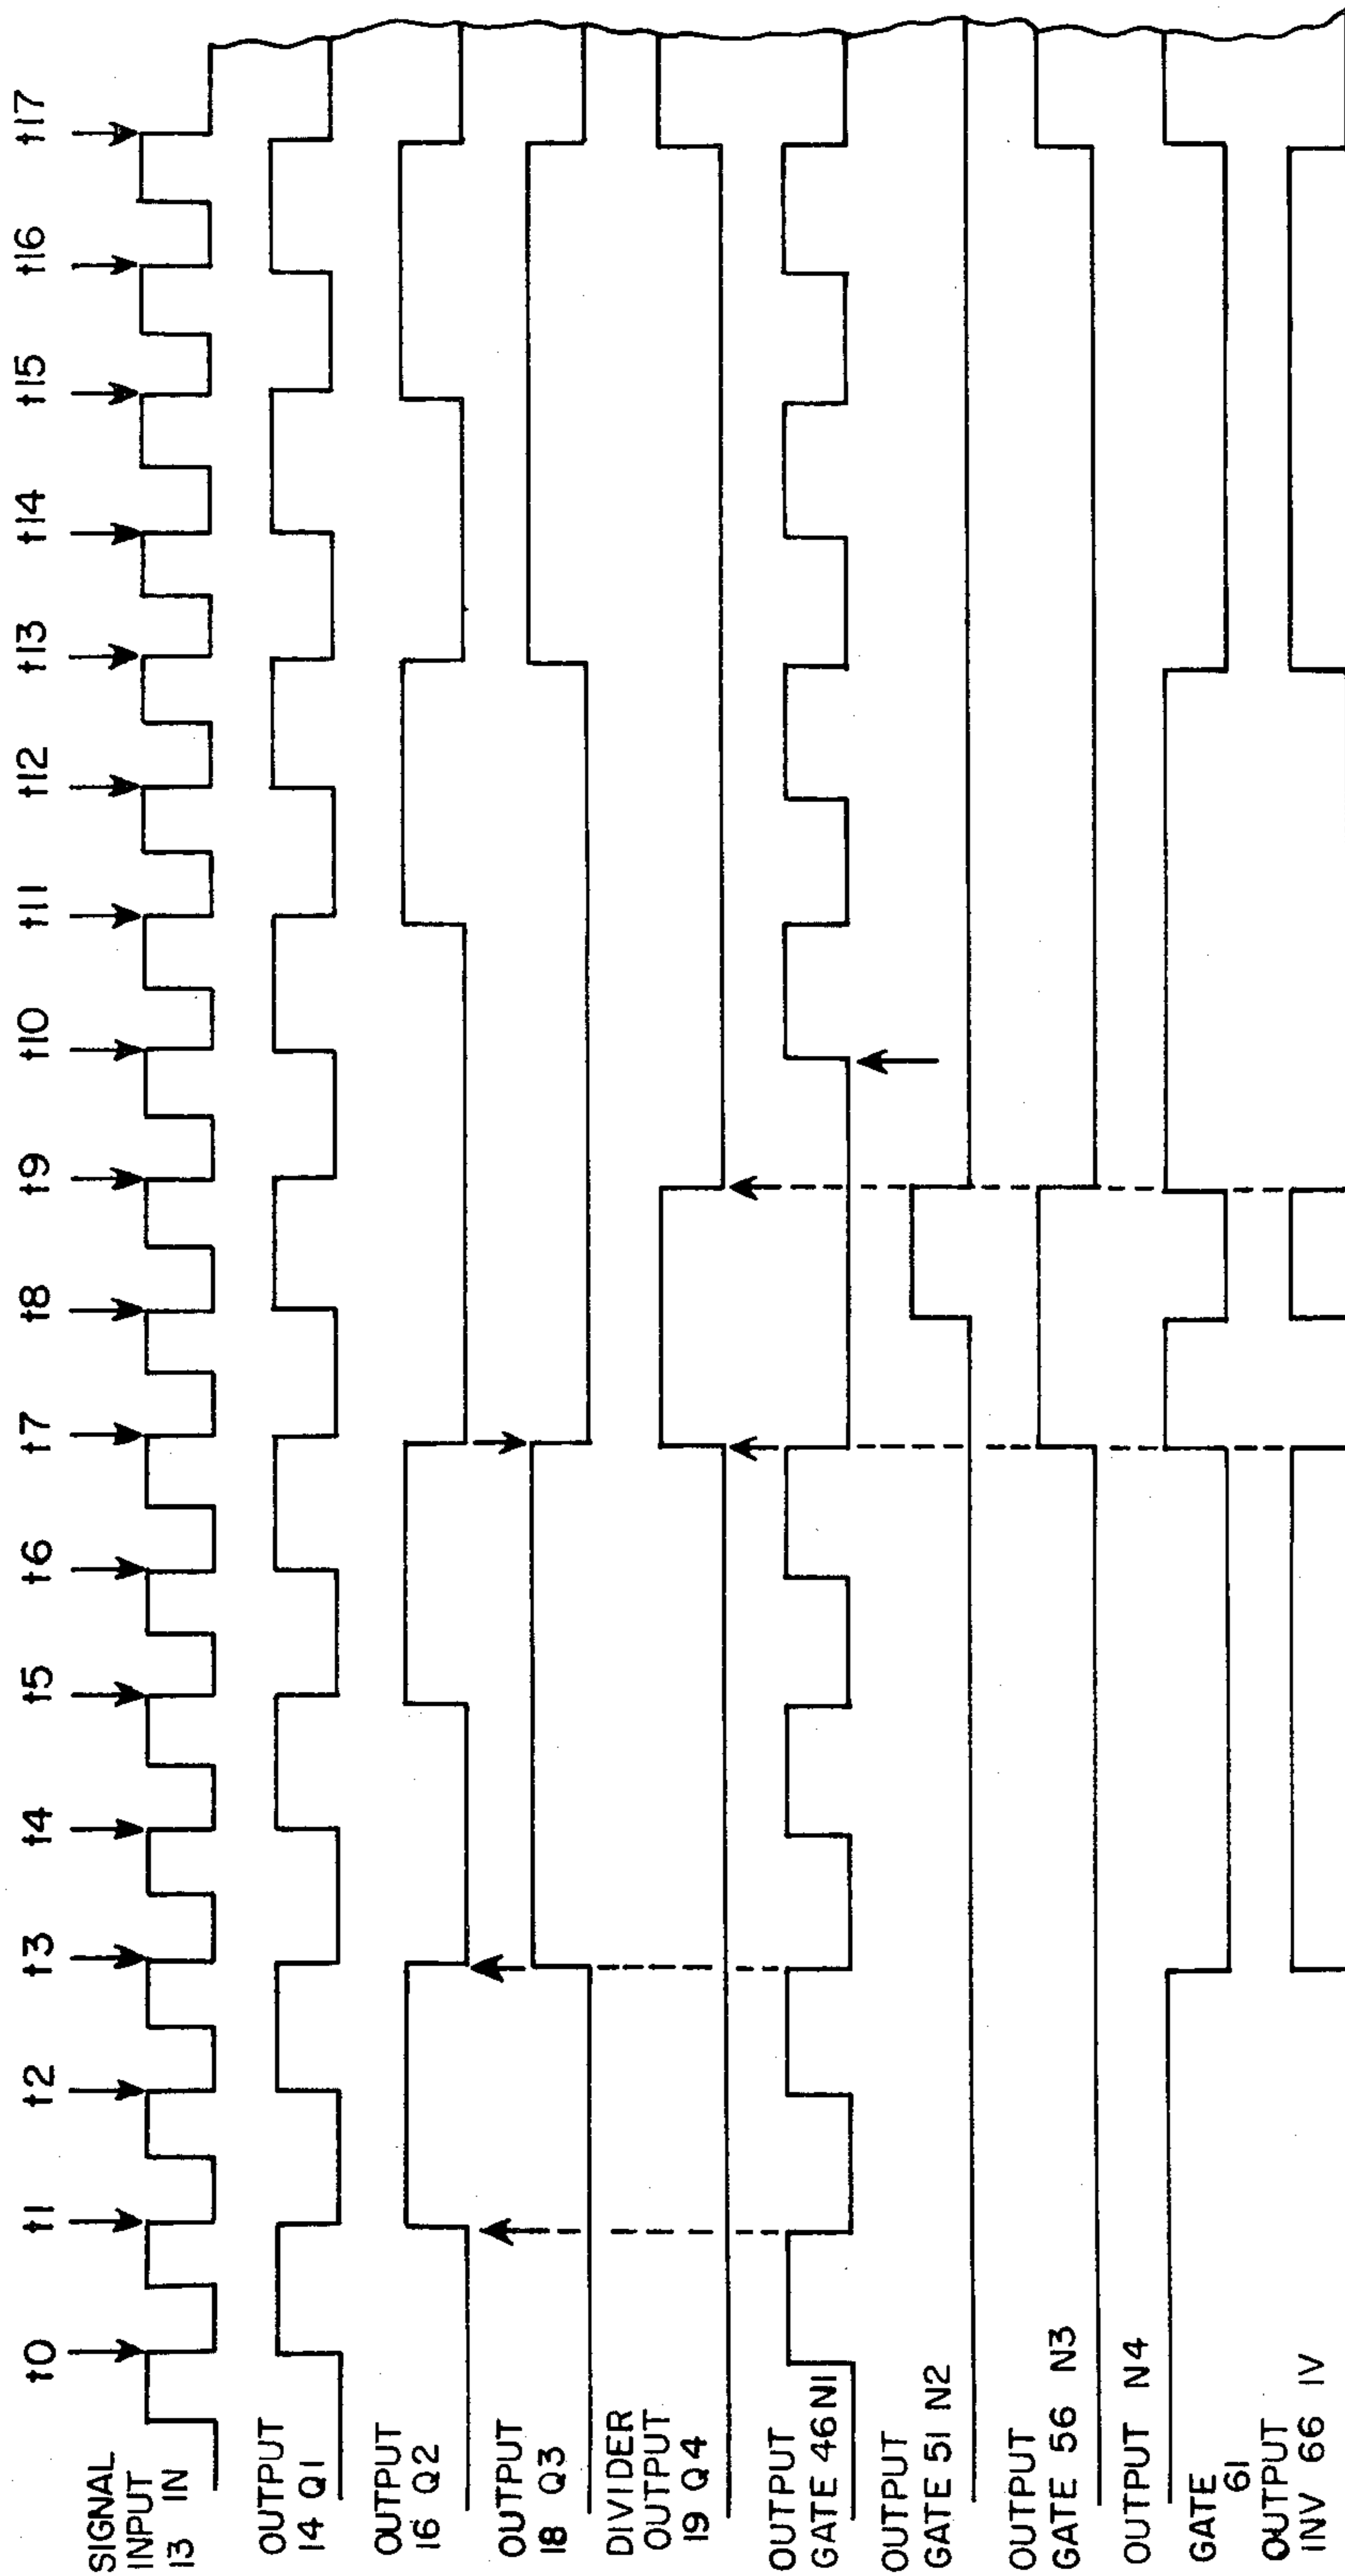 t0 t1 t2 t3 t4 t5 t6 t7 t8 t9 t10 t11 t12 t13 t14 t15 t16 t17
SIGNAL
INPUT
13 IN
OUTPUT
14 Q1
OUTPUT
16 Q2
OUTPUT
18 Q3
DIVIDER
OUTPUT
19 Q4
OUTPUT
GATE 46 N1
OUTPUT
GATE 51 N2
OUTPUT
GATE 56 N3
OUTPUT N4
GATE
61
OUTPUT
INV 66 IV